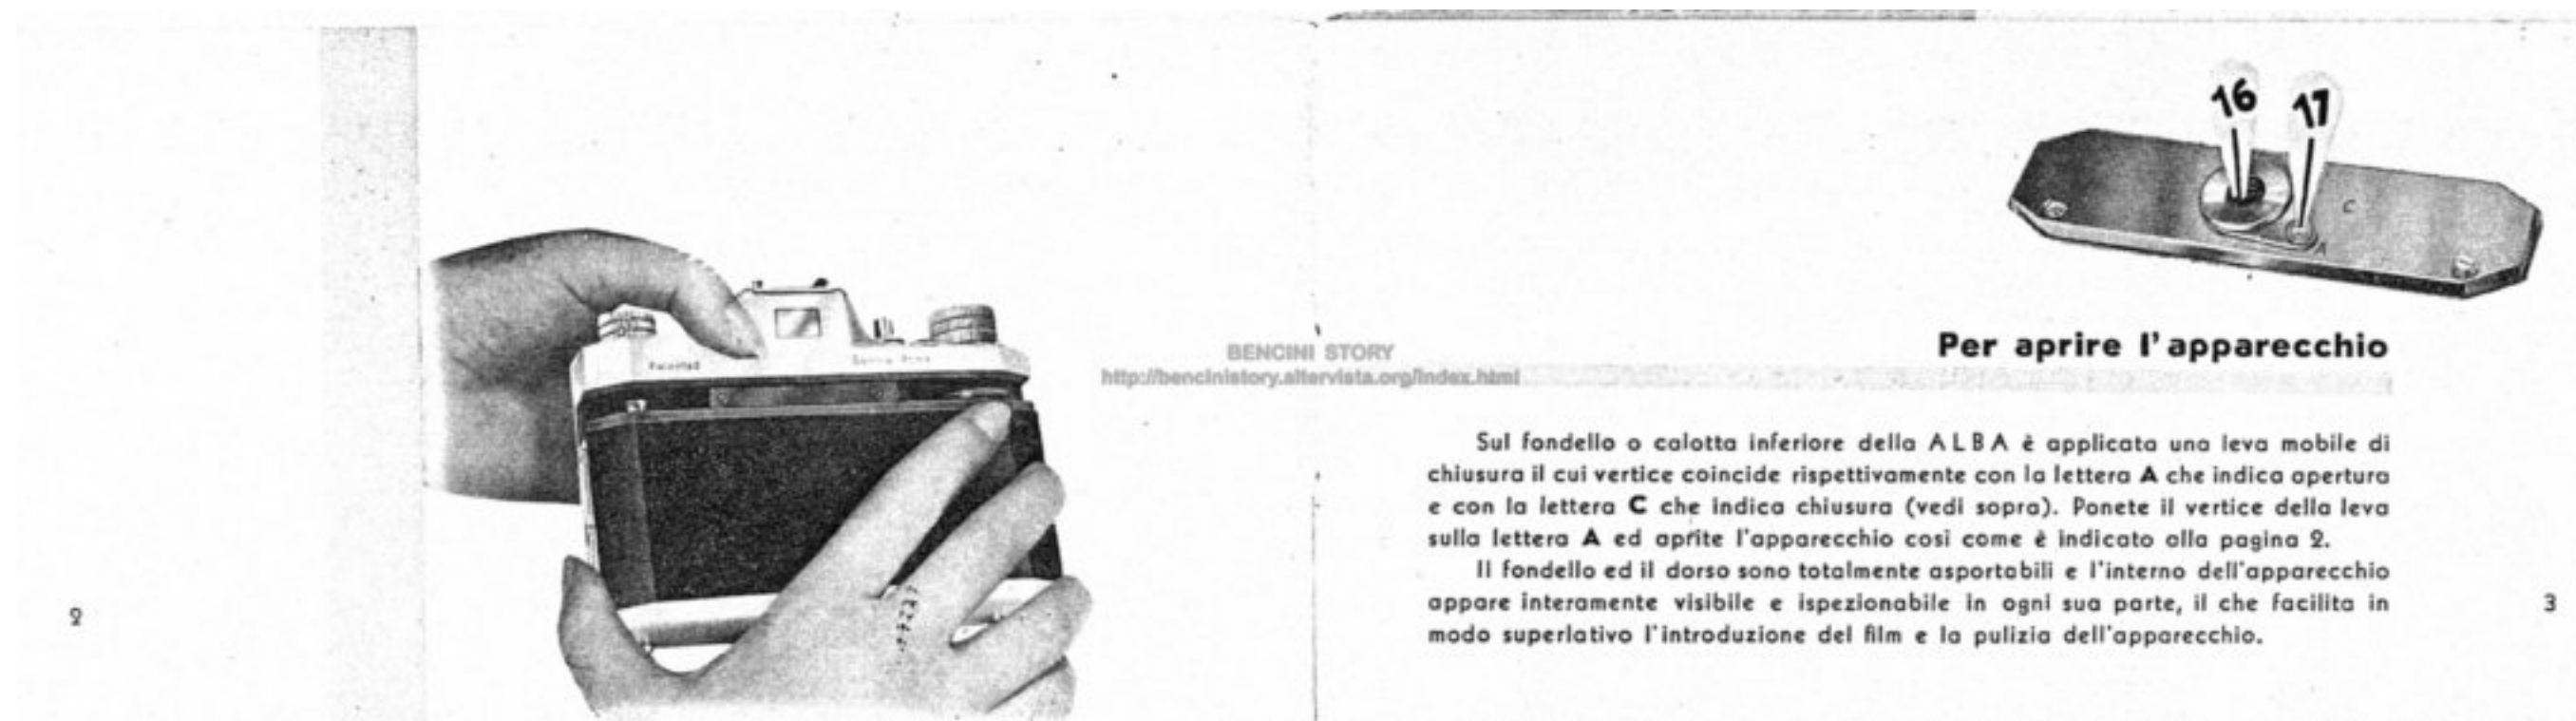 2
Patented
BENCINI STORY
http://bencinistory.altervista.org/index.html
16 17
C
A
Per aprire l'apparecchio
Sul fondello o calotta inferiore della ALBA è applicata una leva mobile di
chiusura il cui vertice coincide rispettivamente con la lettera A che indica apertura
e con la lettera C che indica chiusura (vedi sopra). Ponete il vertice della leva
sulla lettera A ed aprite l'apparecchio così come è indicato alla pagina 2.
Il fondello ed il dorso sono totalmente asportabili e l'interno dell'apparecchio
appare interamente visibile e ispezionabile in ogni sua parte, il che facilita in
modo superlativo l'introduzione del film e la pulizia dell'apparecchio.
3